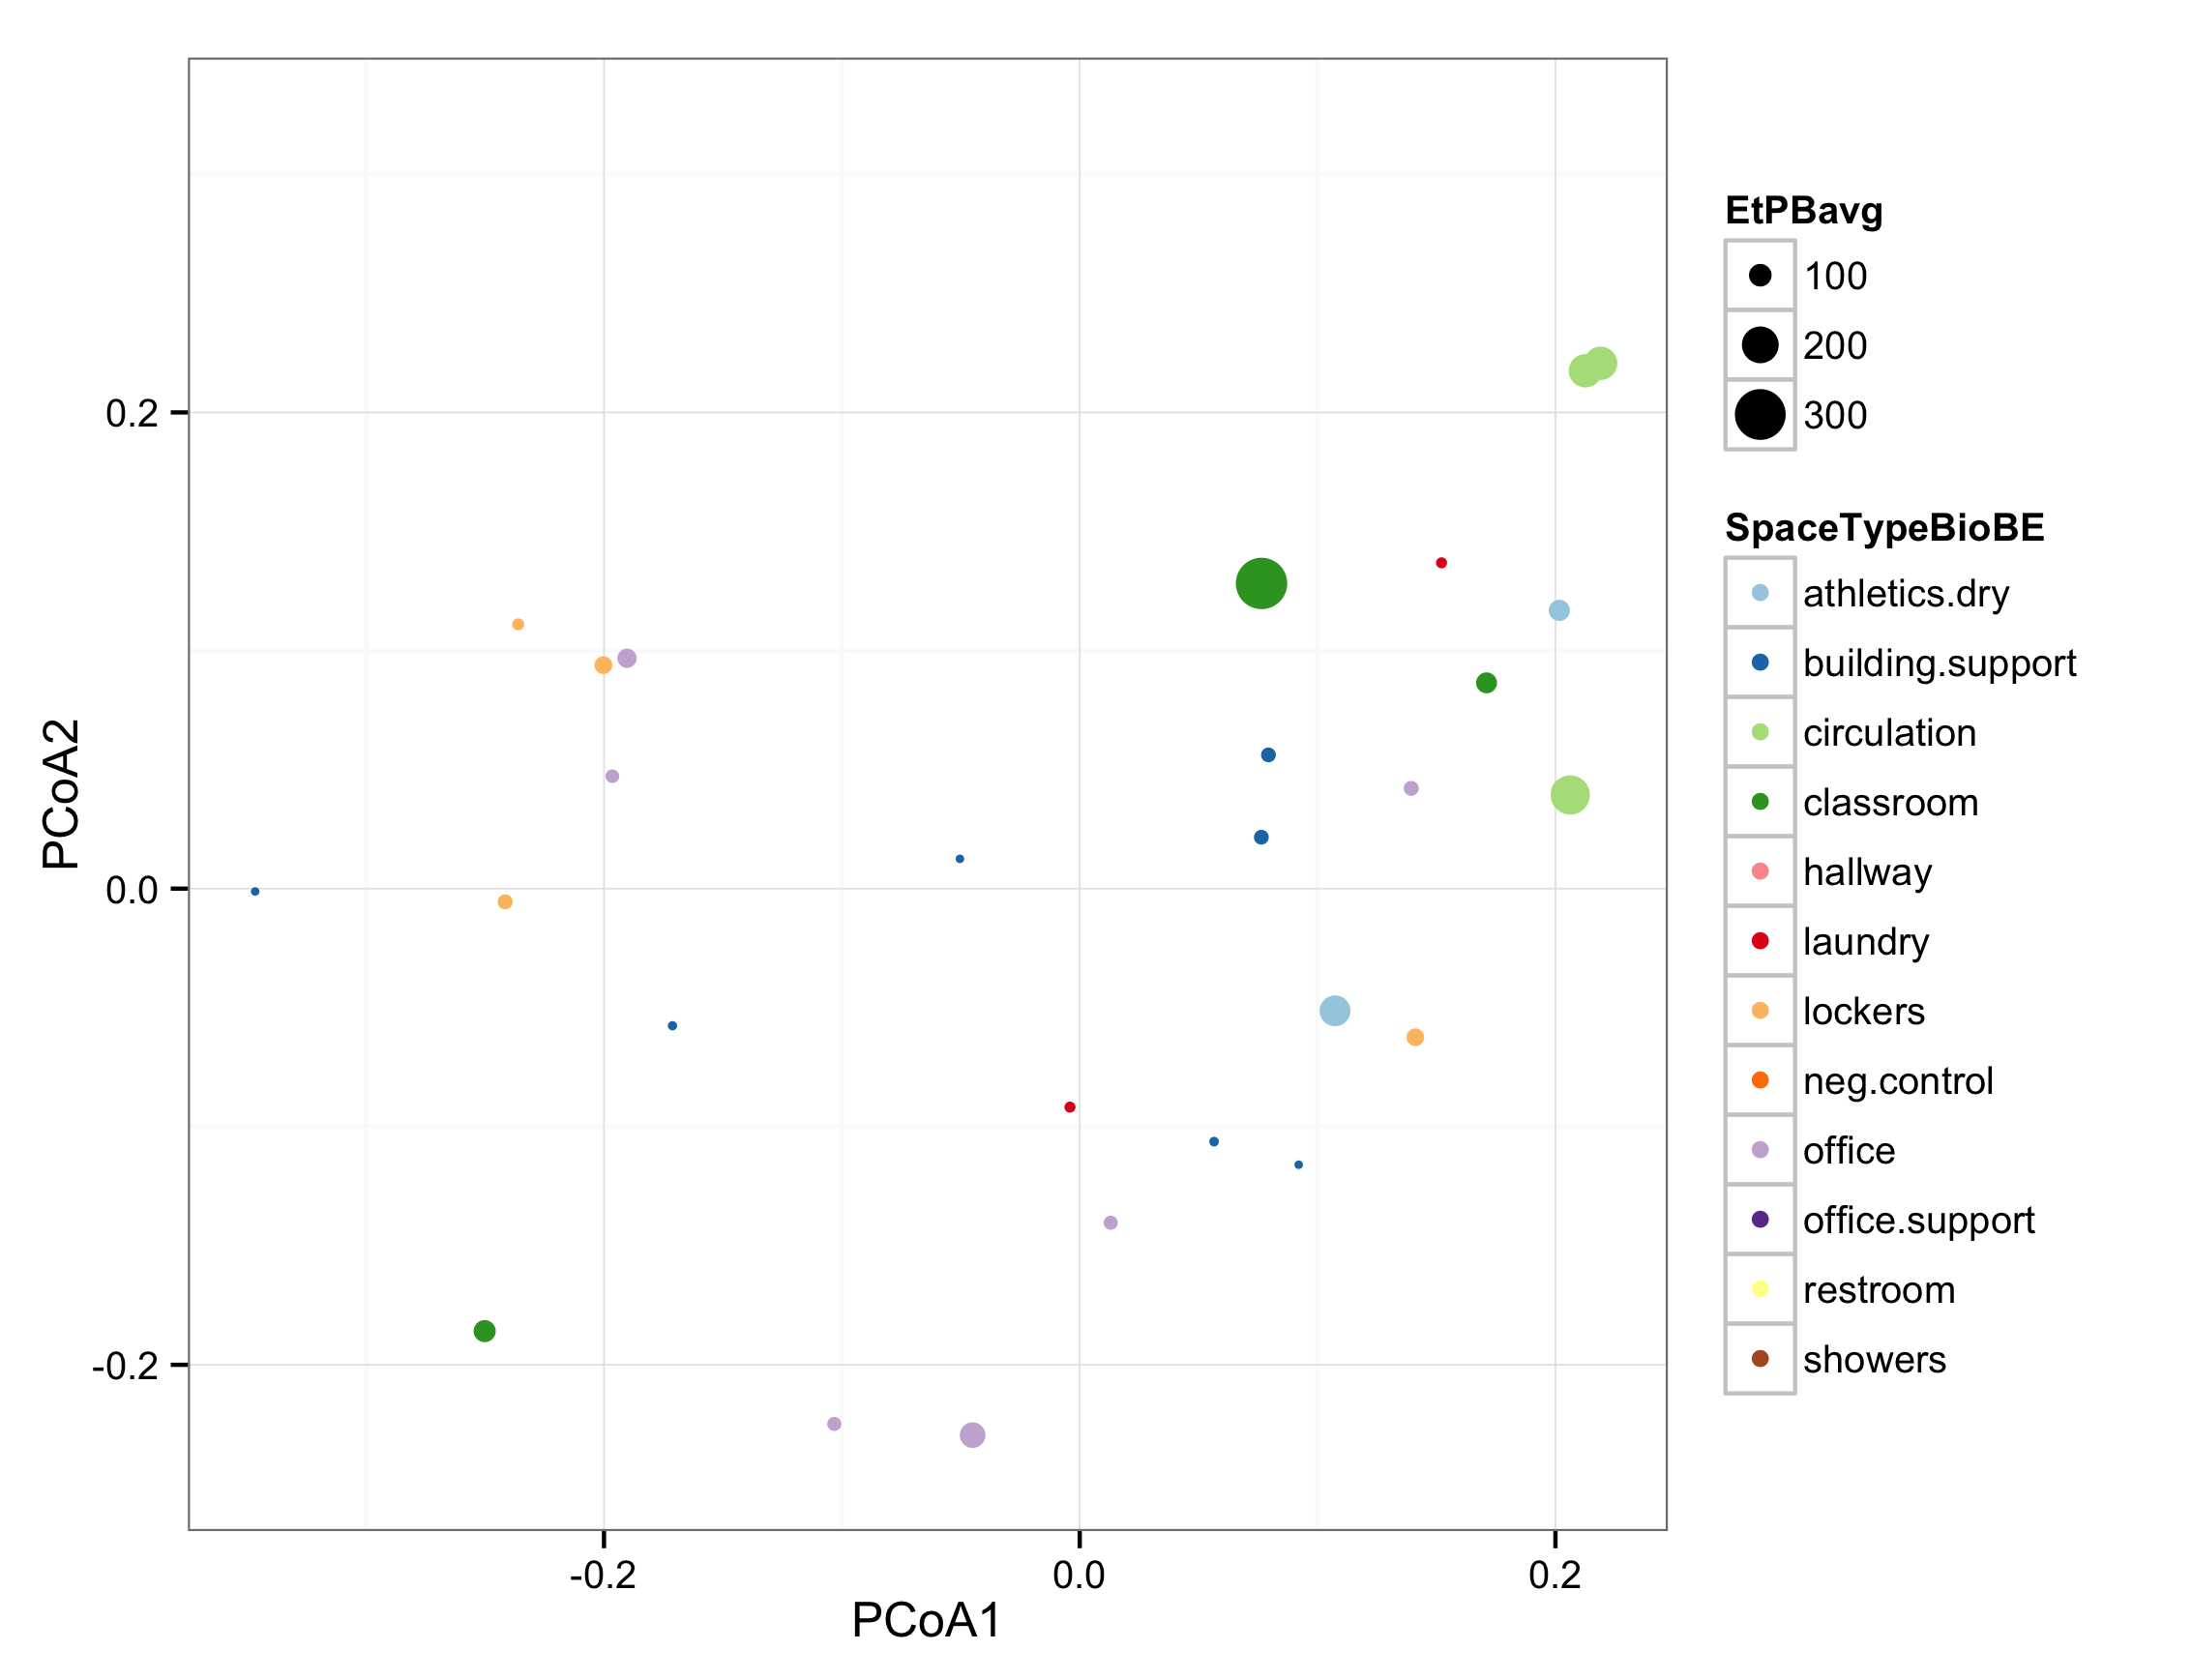 EtPBavg
100
200
300
SpaceTypeBioBE
athletics.dry
building.support
circulation
classroom
hallway
laundry
lockers
neg.control
office
office.support
restroom
showers
PCoA2
0.2
0.0
-0.2
-0.2 0.0 0.2
PCoA1